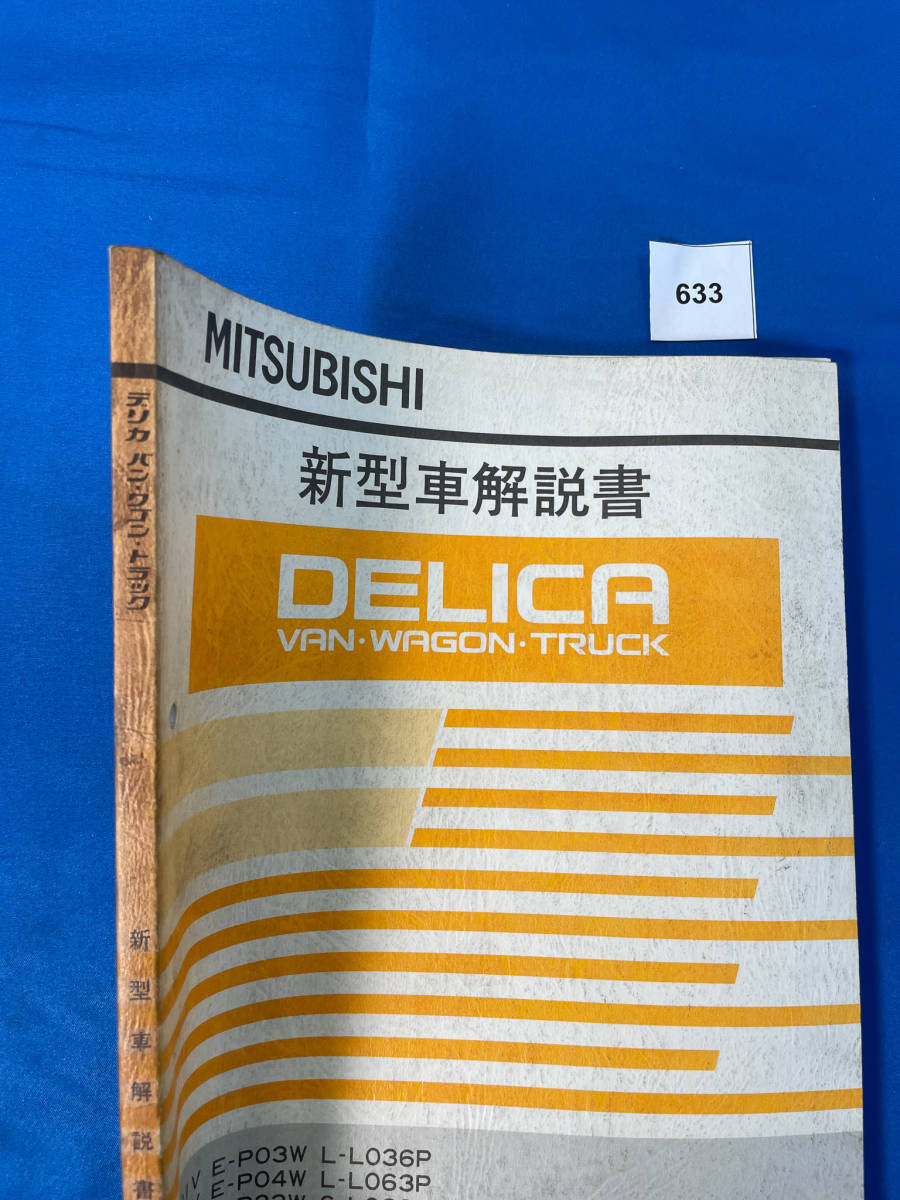 633
MITSUBISHI
新型車解説書
DELICA
VAN・WAGON・TRUCK
デリカ バン・ワゴン・トラック
新型車解説書
V E-P03W L-L036P
E-P04W L-L063P